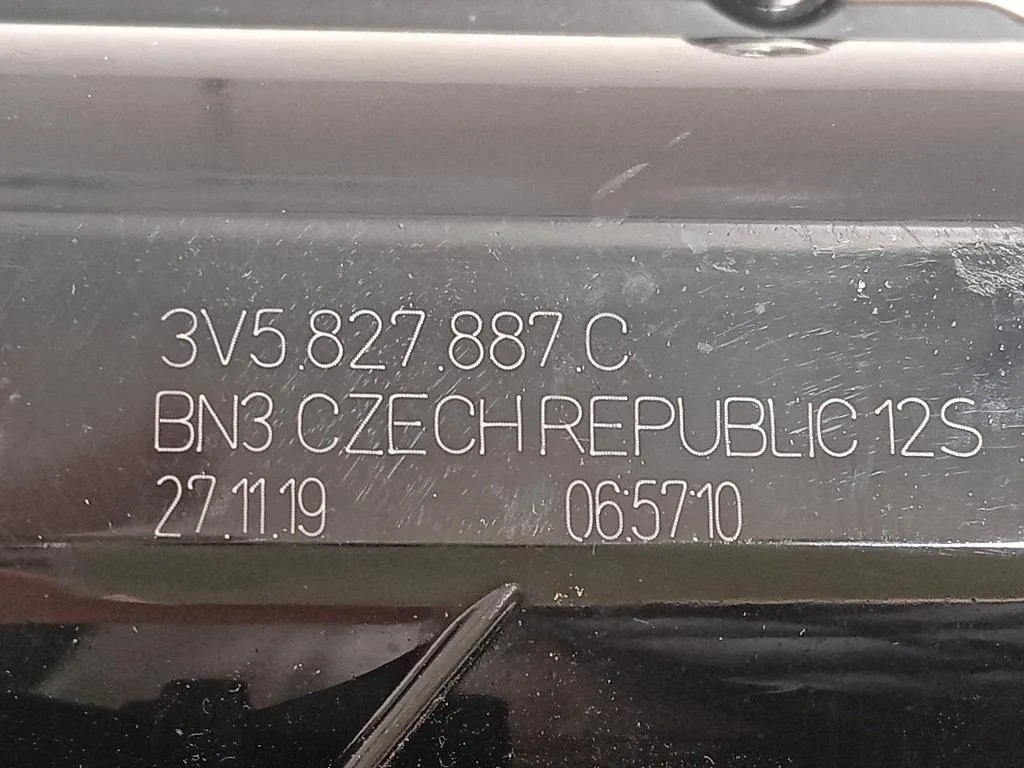 3V5.827.887.C
BN3 CZECH REPUBLIC 12S
27.11.19 06:57:10